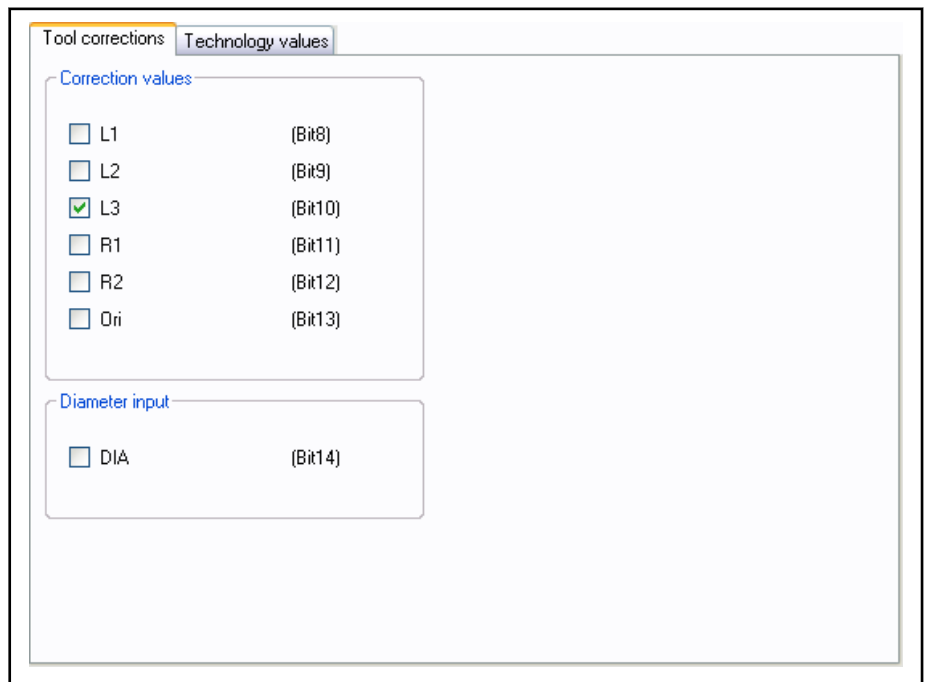 Tool corrections Technology values
Correction values
L1 (Bit8)
L2 (Bit9)
L3 (Bit10)
R1 (Bit11)
R2 (Bit12)
Ori (Bit13)
Diameter input
DIA (Bit14)